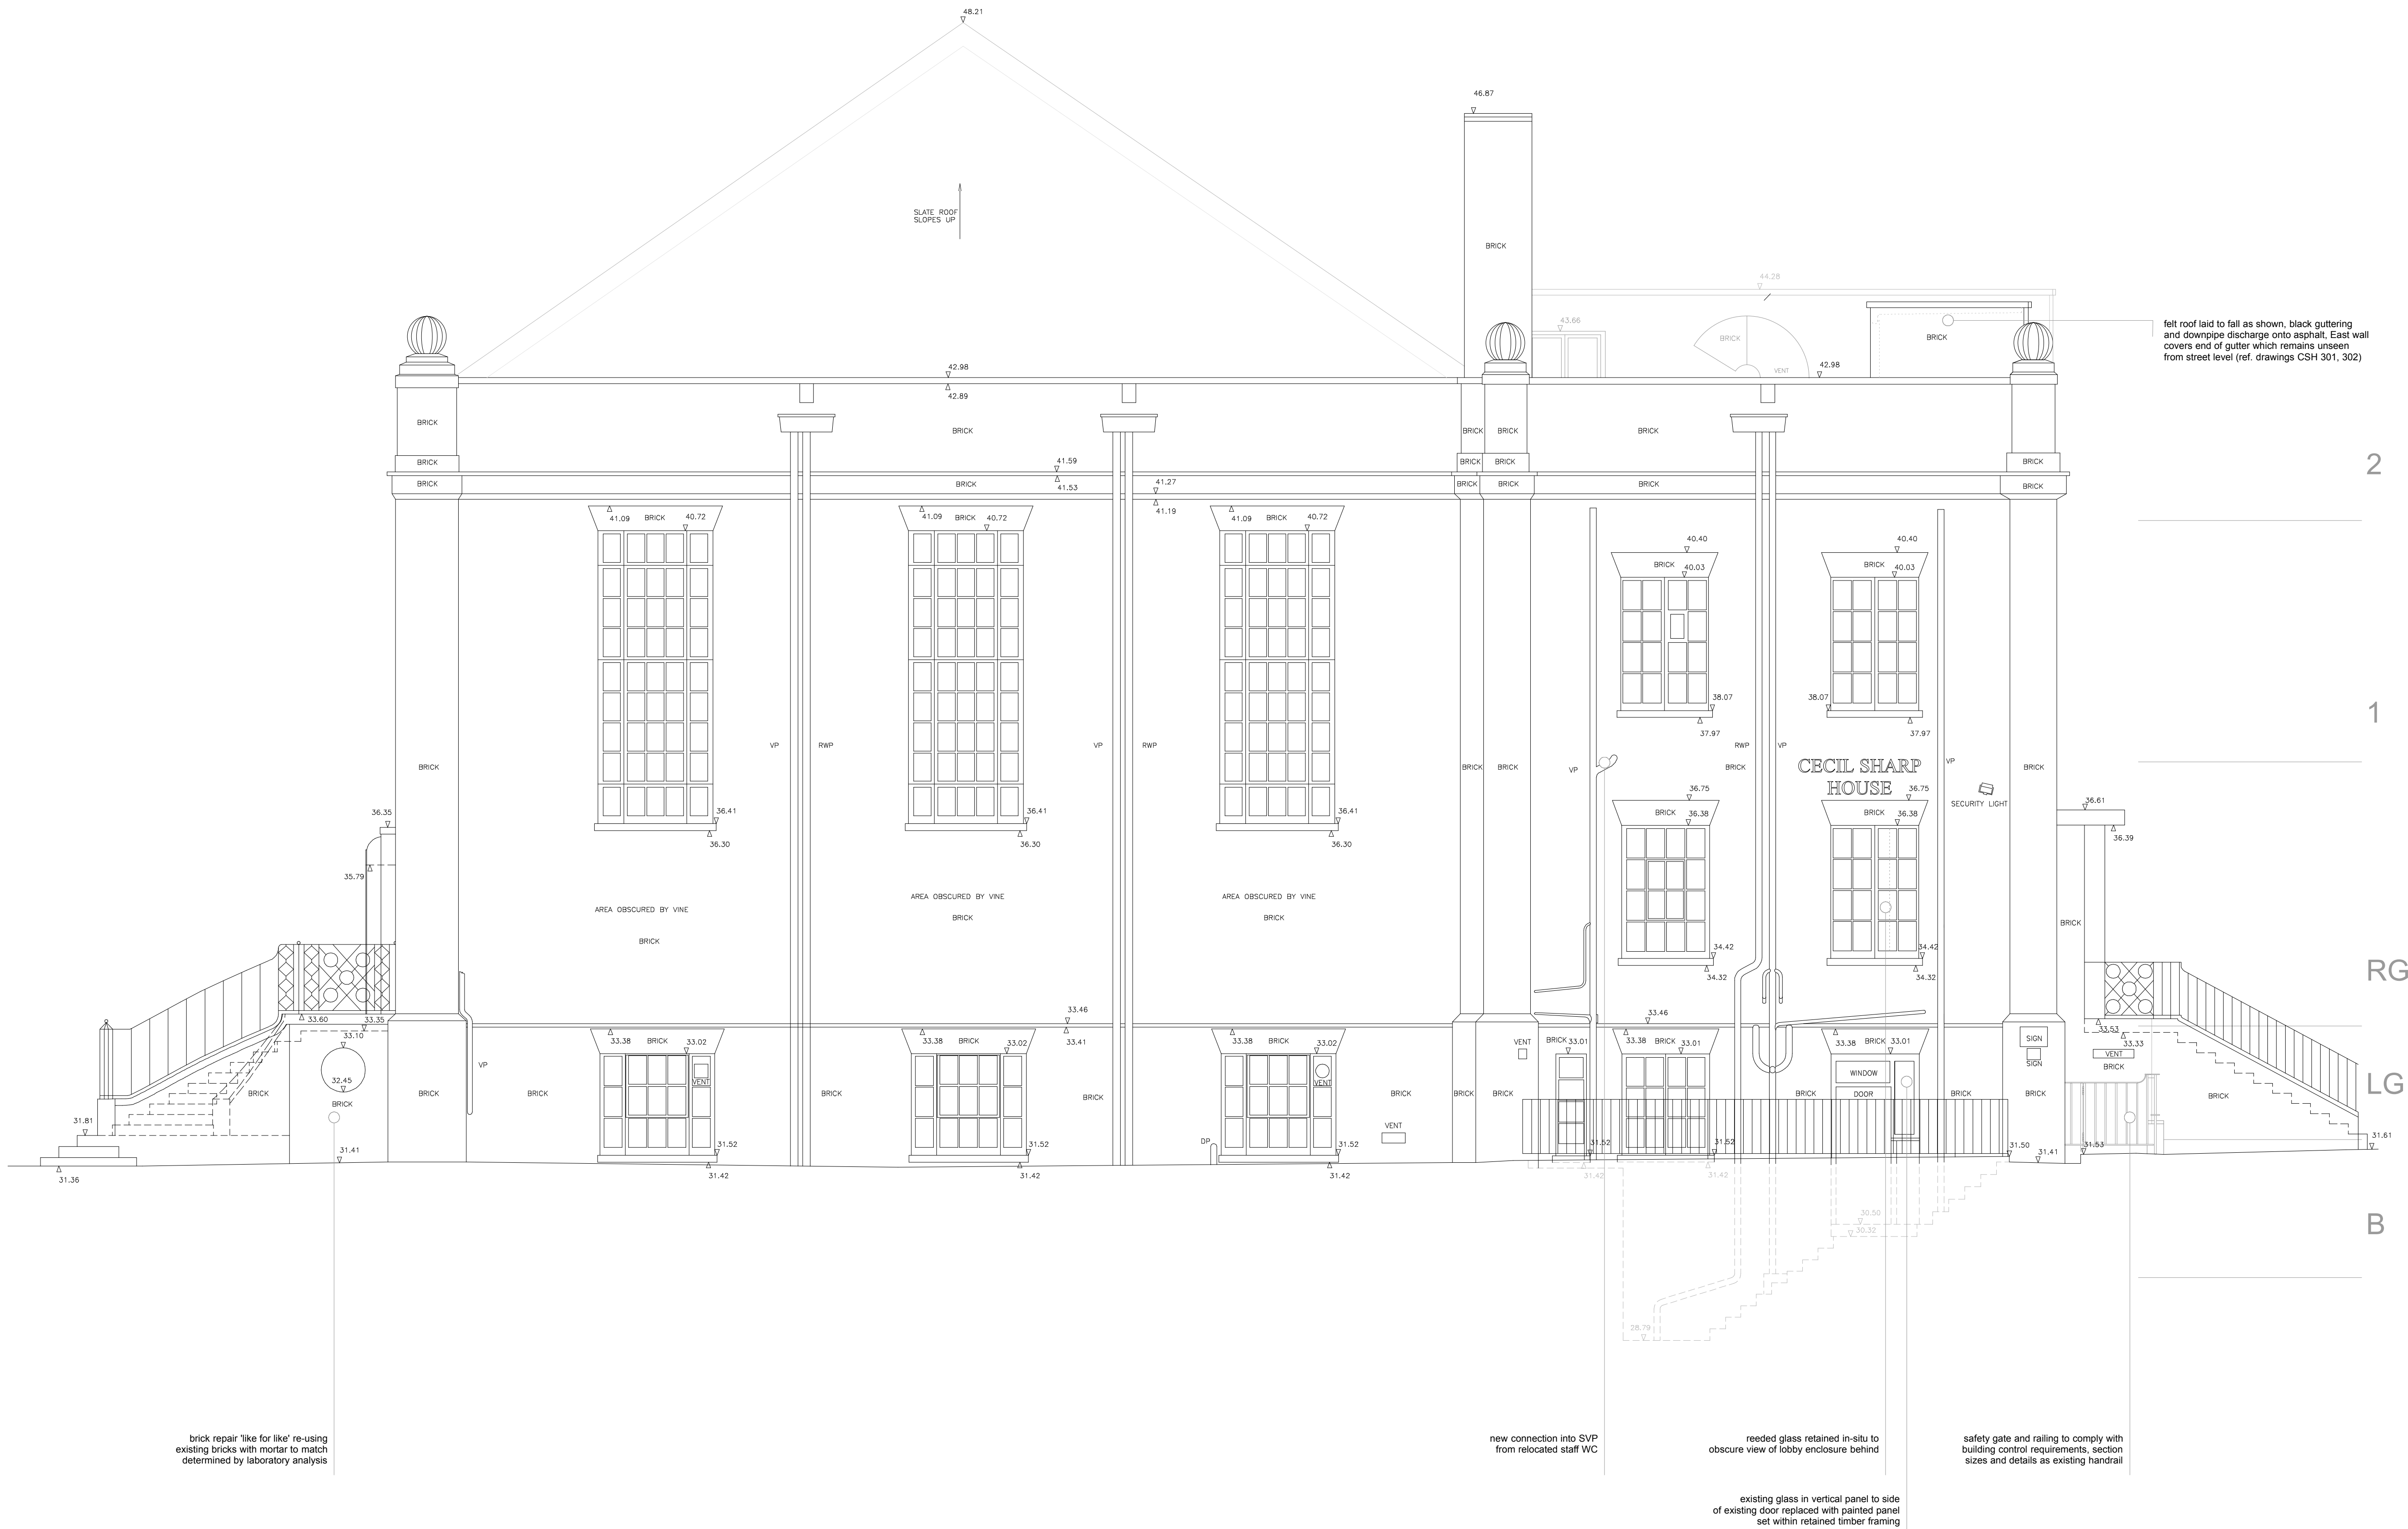 48.21
46.87
SLATE ROOF
SLOPES UP
BRICK
44.28
43.66
BRICK
BRICK
VENT
felt roof laid to fall as shown, black guttering
and downpipe discharge onto asphalt, East wall
covers end of gutter which remains unseen
from street level (ref. drawings CSH 301, 302)
42.98
42.98
42.89
BRICK
BRICK
BRICK
BRICK
BRICK
BRICK
BRICK
BRICK
BRICK
2
41.59
BRICK
BRICK
41.53
41.27
BRICK
BRICK
BRICK
BRICK
41.19
41.09
BRICK
40.72
41.09
BRICK
40.72
41.09
BRICK
40.72
40.40
40.40
BRICK
40.03
BRICK
40.03
38.07
38.07
1
37.97
37.97
VP
RWP
VP
RWP
RWP
VP
BRICK
BRICK
BRICK
VP
BRICK
CECIL SHARP
HOUSE
VP
BRICK
SECURITY LIGHT
36.75
36.75
36.61
36.35
36.41
36.41
36.41
BRICK
36.38
BRICK
36.38
36.30
36.30
36.30
36.39
35.79
AREA OBSCURED BY VINE
BRICK
AREA OBSCURED BY VINE
BRICK
AREA OBSCURED BY VINE
BRICK
BRICK
34.42
34.42
34.32
34.32
RG
33.60
33.35
33.10
33.46
33.41
33.46
33.53
33.33
33.38
BRICK
33.02
VENT
33.38
BRICK
33.02
33.38
BRICK
33.02
VENT
VENT
BRICK
33.01
33.38
BRICK
33.01
33.38
BRICK
33.01
WINDOW
DOOR
SIGN
SIGN
VENT
BRICK
VP
32.45
BRICK
BRICK
BRICK
BRICK
BRICK
BRICK
BRICK
BRICK
BRICK
BRICK
BRICK
BRICK
BRICK
LG
VENT
DP
31.81
31.41
31.36
31.52
31.52
31.52
31.52
31.52
31.50
31.41
31.53
31.61
31.42
31.42
31.42
31.42
31.42
30.50
30.32
B
28.79
brick repair 'like for like' re-using
existing bricks with mortar to match
determined by laboratory analysis
new connection into SVP
from relocated staff WC
reeded glass retained in-situ to
obscure view of lobby enclosure behind
safety gate and railing to comply with
building control requirements, section
sizes and details as existing handrail
existing glass in vertical panel to side
of existing door replaced with painted panel
set within retained timber framing